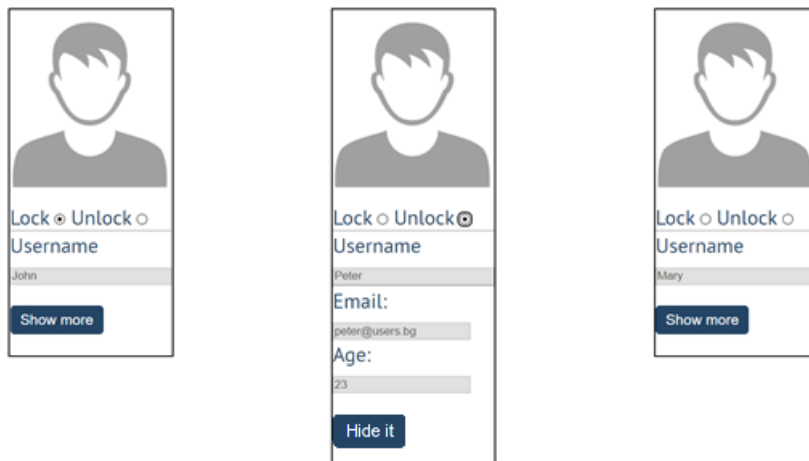 Lock Unlock
Username
John
Show more
Lock Unlock
Username
Peter
Email:
peter@users.bg
Age:
23
Hide it
Lock Unlock
Username
Mary
Show more